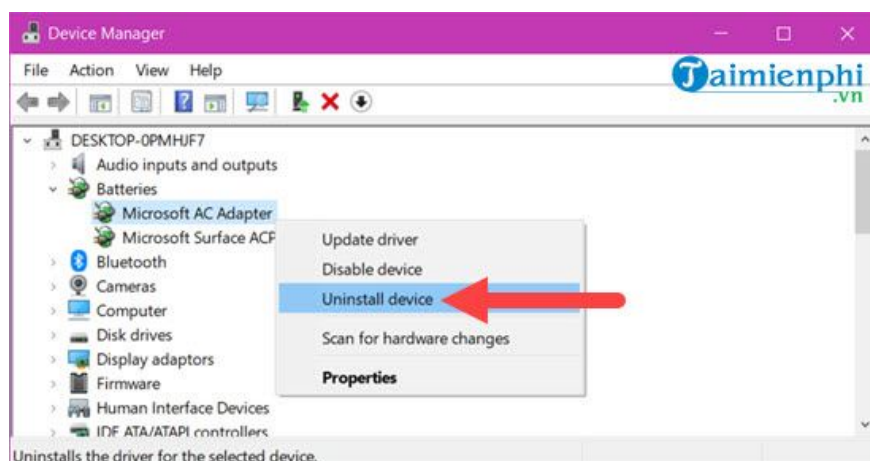 Device Manager
File Action View Help
Taimienphi
.vn
DESKTOP-0PMHJF7
Audio inputs and outputs
Batteries
Microsoft AC Adapter
Microsoft Surface ACP
Update driver
Bluetooth
Disable device
Cameras
Uninstall device
Computer
Disk drives
Scan for hardware changes
Display adaptors
Properties
Firmware
Human Interface Devices
IDE ATA/ATAPI controllers
Uninstalls the driver for the selected device.